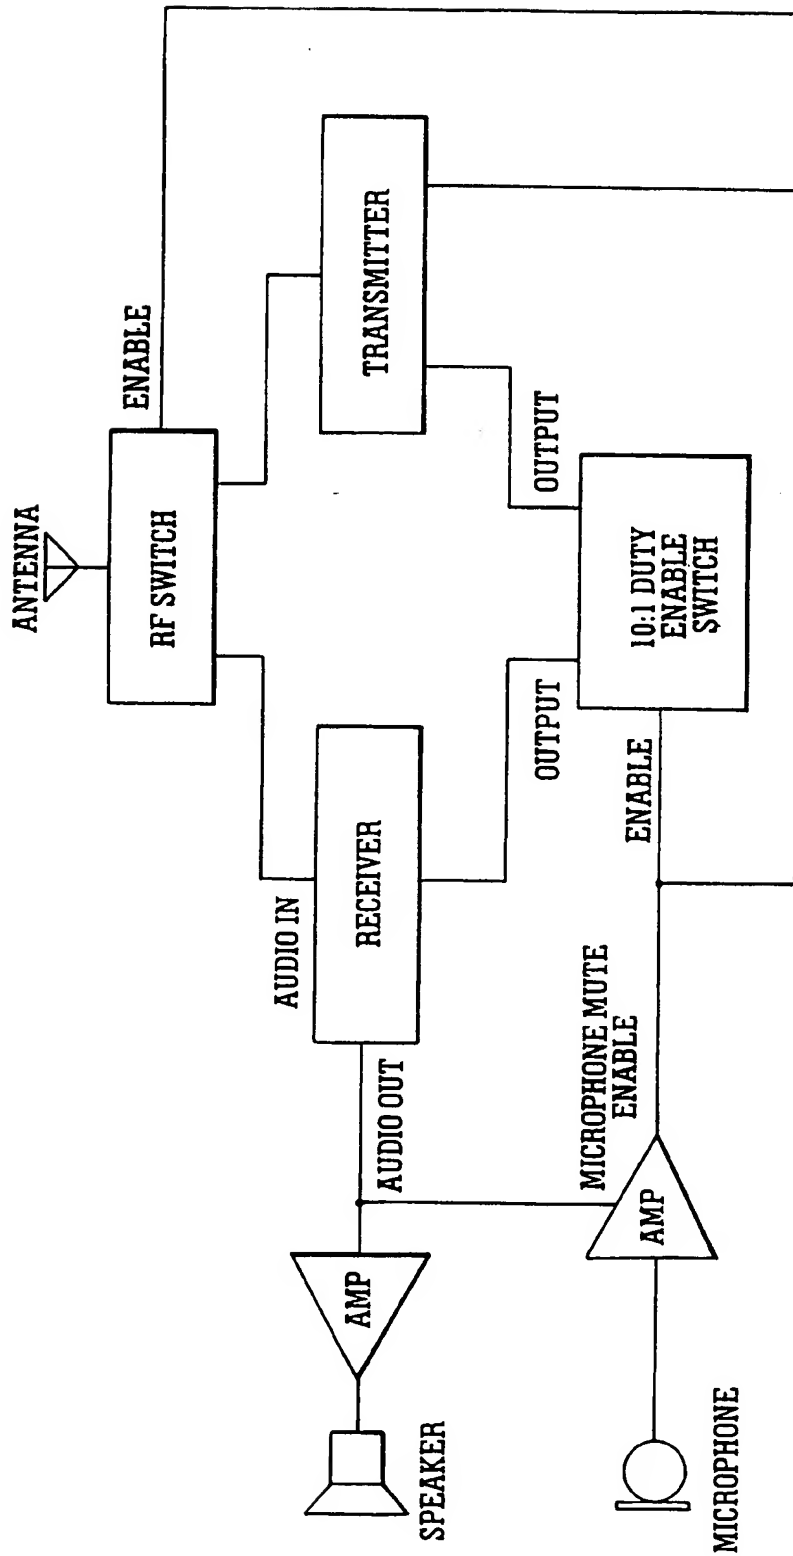 ANTENNA
RF SWITCH
ENABLE
TRANSMITTER
AUDIO IN
RECEIVER
AUDIO OUT
AMP
SPEAKER
OUTPUT
OUTPUT
10:1 DUTY
ENABLE
SWITCH
ENABLE
MICROPHONE MUTE
ENABLE
AMP
MICROPHONE